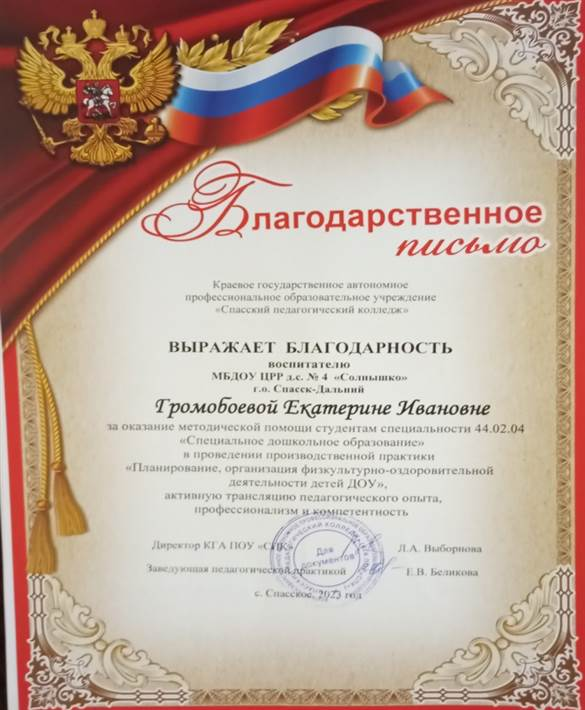 Благодарственное
письмо
Краевое государственное автономное
профессиональное образовательное учреждение
«Спасский педагогический колледж»
ВЫРАЖАЕТ БЛАГОДАРНОСТЬ
воспитателю
МБДОУ ЦРР д.с. № 4 «Солнышко»
г.о. Спасск-Дальний
Громобоевой Екатерине Ивановне
за оказание методической помощи студентам специальности 44.02.04
«Специальное дошкольное образование»
в проведении производственной практики
«Планирование, организация физкультурно-оздоровительной
деятельности детей ДОУ»,
активную трансляцию педагогического опыта,
профессионализм и компетентность
Директор КГА ПОУ «СПК» Л.А. Выборнова
Для
документов
Заведующая педагогической практикой Е.В. Беликова
с. Спасское, 2023 год